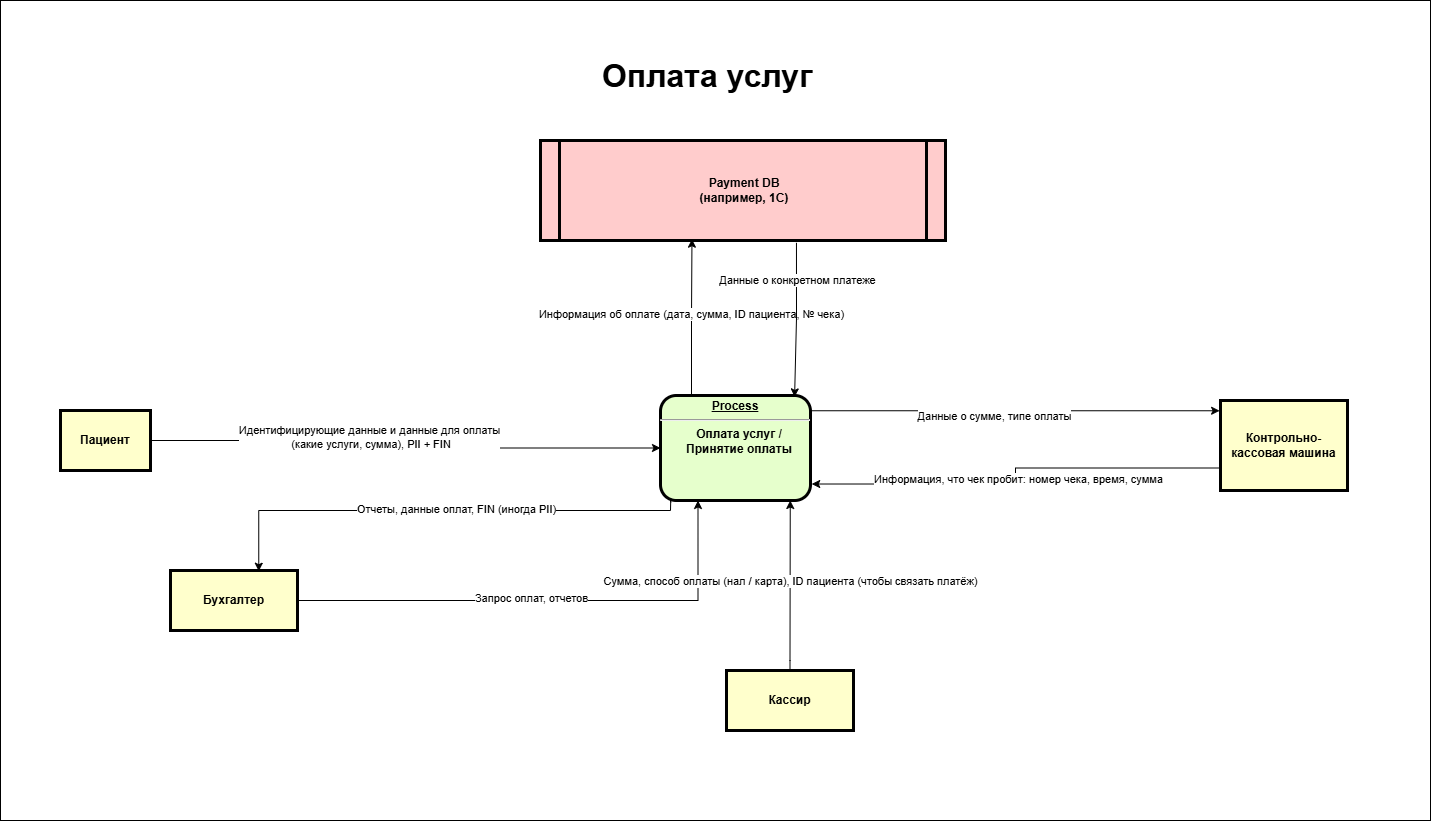 Оплата услуг
Payment DB
(например, 1С)
Данные о конкретном платеже
Информация об оплате (дата, сумма, ID пациента, № чека)
Process
Оплата услуг /
Принятие оплаты
Пациент
Идентифицирующие данные и данные для оплаты
(какие услуги, сумма), PII + FIN
Данные о сумме, типе оплаты
Контрольно-
кассовая машина
Информация, что чек пробит: номер чека, время, сумма
Отчеты, данные оплат, FIN (иногда PII)
Бухгалтер
Запрос оплат, отчетов
Сумма, способ оплаты (нал / карта), ID пациента (чтобы связать платёж)
Кассир